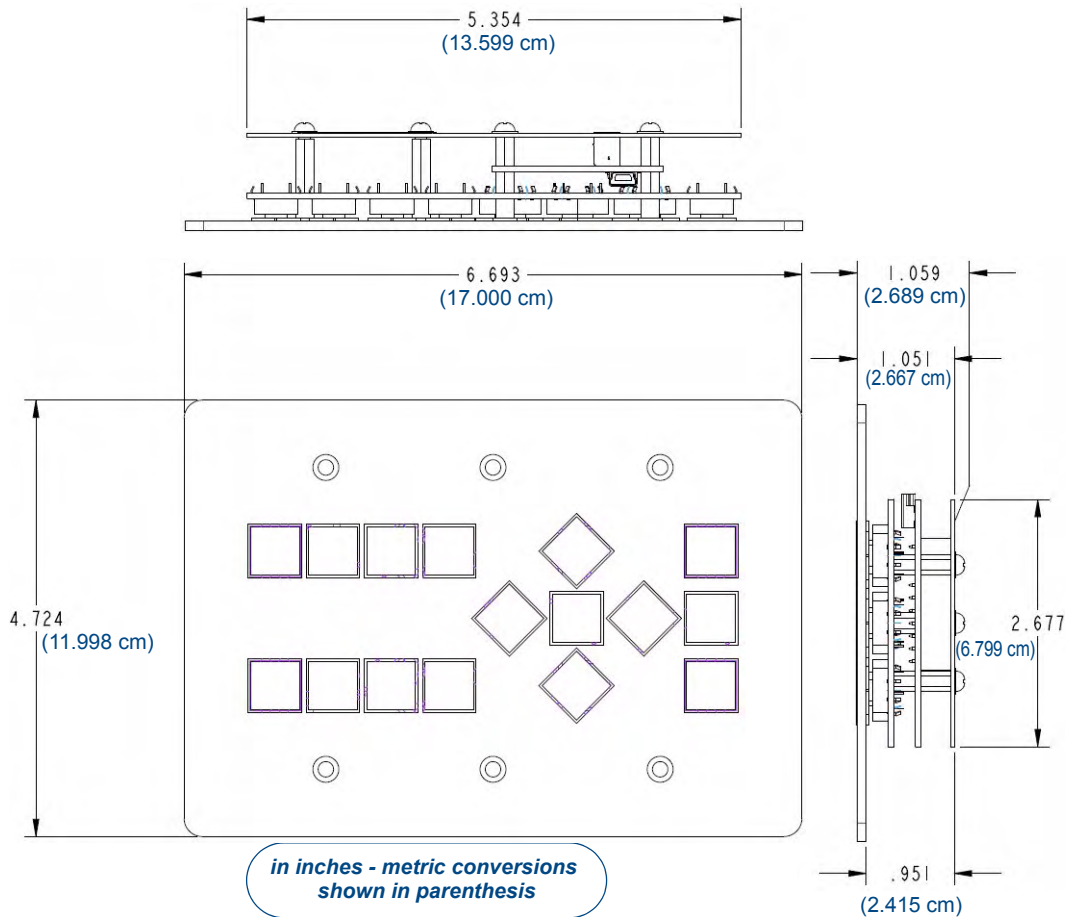 5.354
(13.599 cm)
6.693
(17.000 cm)
1.059
(2.689 cm)
1.051
(2.667 cm)
4.724
(11.998 cm)
2.677
(6.799 cm)
.951
(2.415 cm)
in inches - metric conversions
shown in parenthesis